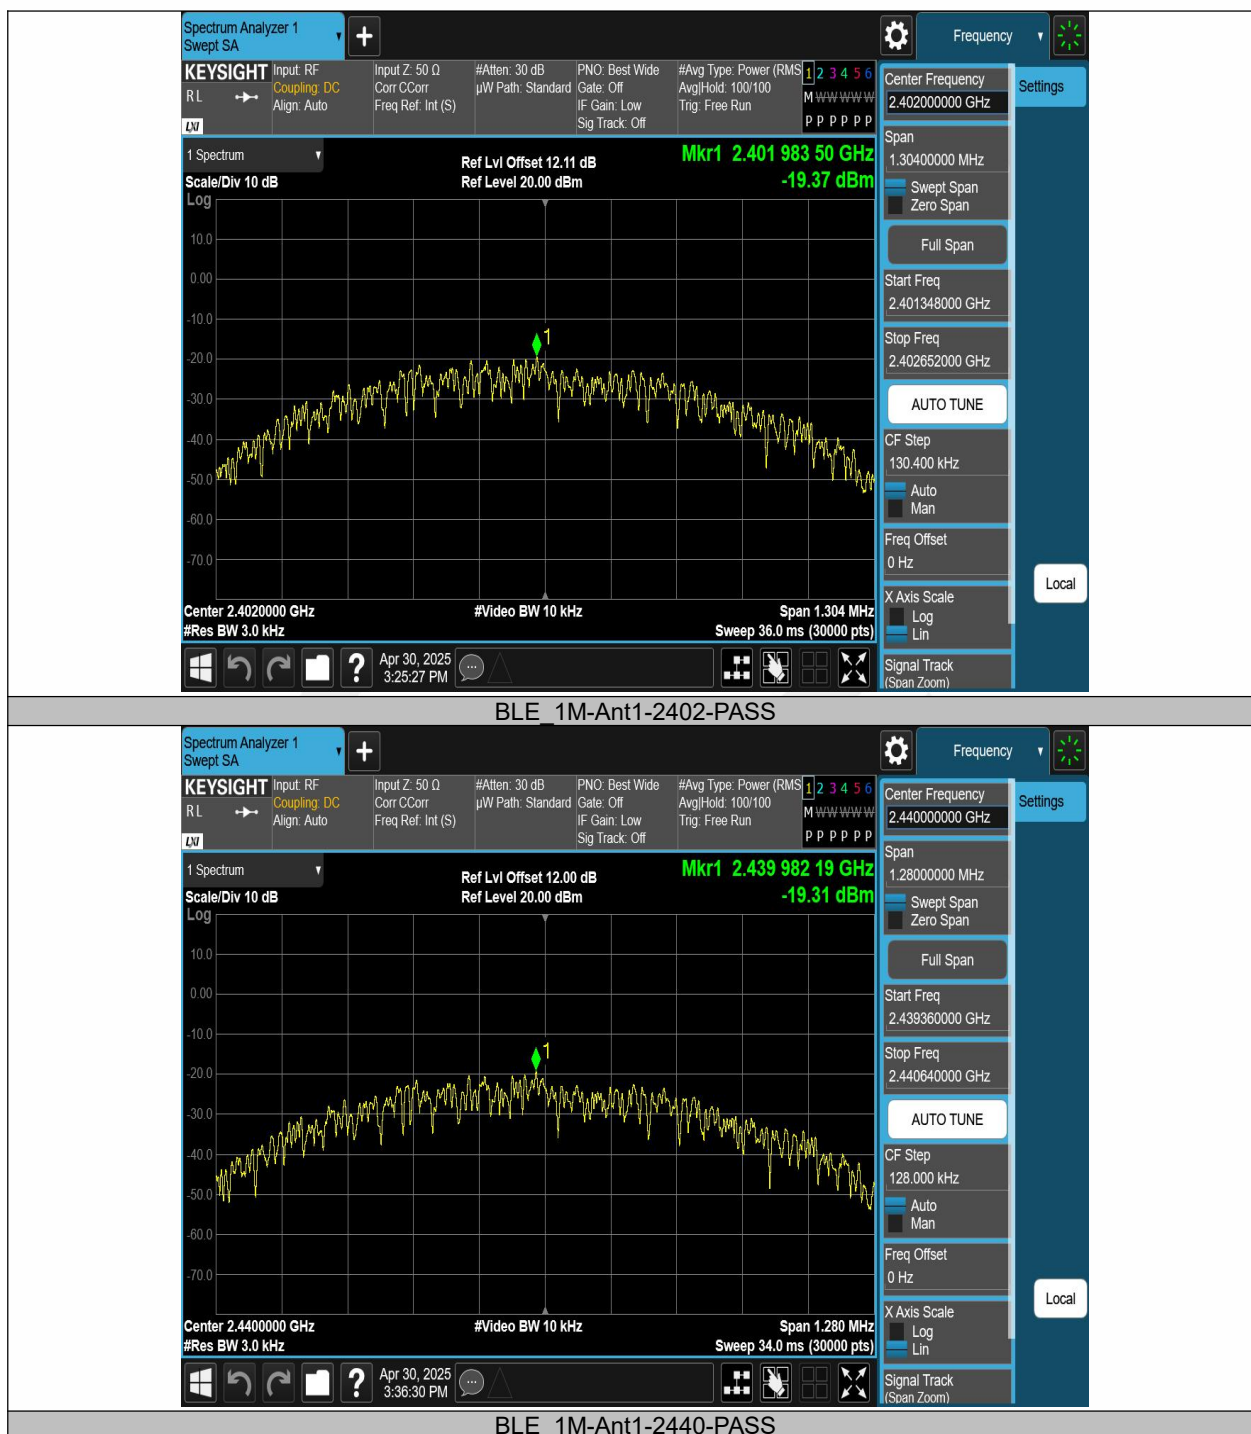 Spectrum Analyzer 1
Swept SA
Frequency
KEYSIGHT
R L
LXI
Input: RF
Coupling: DC
Align: Auto
Input Z: 50 Ω
Corr CCorr
Freq Ref: Int (S)
#Atten: 30 dB
µW Path: Standard
PNO: Best Wide
Gate: Off
IF Gain: Low
Sig Track: Off
#Avg Type: Power (RMS
Avg|Hold: 100/100
Trig: Free Run
1 2 3 4 5 6
M W W W W W
P P P P P P
Center Frequency
2.402000000 GHz
Settings
Span
1.30400000 MHz
Swept Span
Zero Span
Full Span
Start Freq
2.401348000 GHz
Stop Freq
2.402652000 GHz
AUTO TUNE
CF Step
130.400 kHz
Auto
Man
Freq Offset
0 Hz
X Axis Scale
Log
Lin
Signal Track
(Span Zoom)
Local
1 Spectrum
Scale/Div 10 dB
Ref Lvl Offset 12.11 dB
Ref Level 20.00 dBm
Mkr1 2.401 983 50 GHz
-19.37 dBm
Log
10.0
0.00
-10.0
-20.0
-30.0
-40.0
-50.0
-60.0
-70.0
1
Center 2.4020000 GHz
#Res BW 3.0 kHz
#Video BW 10 kHz
Span 1.304 MHz
Sweep 36.0 ms (30000 pts)
Apr 30, 2025
3:25:27 PM
BLE_1M-Ant1-2402-PASS
Spectrum Analyzer 1
Swept SA
Frequency
KEYSIGHT
R L
LXI
Input: RF
Coupling: DC
Align: Auto
Input Z: 50 Ω
Corr CCorr
Freq Ref: Int (S)
#Atten: 30 dB
µW Path: Standard
PNO: Best Wide
Gate: Off
IF Gain: Low
Sig Track: Off
#Avg Type: Power (RMS
Avg|Hold: 100/100
Trig: Free Run
1 2 3 4 5 6
M W W W W W
P P P P P P
Center Frequency
2.440000000 GHz
Settings
Span
1.28000000 MHz
Swept Span
Zero Span
Full Span
Start Freq
2.439360000 GHz
Stop Freq
2.440640000 GHz
AUTO TUNE
CF Step
128.000 kHz
Auto
Man
Freq Offset
0 Hz
X Axis Scale
Log
Lin
Signal Track
(Span Zoom)
Local
1 Spectrum
Scale/Div 10 dB
Ref Lvl Offset 12.00 dB
Ref Level 20.00 dBm
Mkr1 2.439 982 19 GHz
-19.31 dBm
Log
10.0
0.00
-10.0
-20.0
-30.0
-40.0
-50.0
-60.0
-70.0
1
Center 2.4400000 GHz
#Res BW 3.0 kHz
#Video BW 10 kHz
Span 1.280 MHz
Sweep 34.0 ms (30000 pts)
Apr 30, 2025
3:36:30 PM
BLE_1M-Ant1-2440-PASS